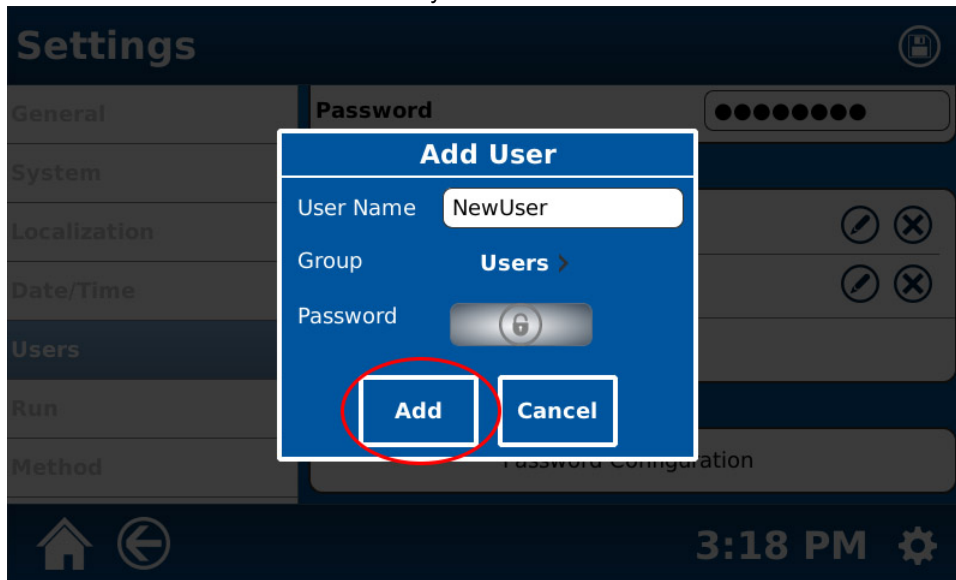 Settings
General
Password
●●●●●●●●
Add User
System
User Name
NewUser
Localization
Group
Users >
Date/Time
Password
Users
Run
Add
Cancel
Method
Password Configuration
3:18 PM